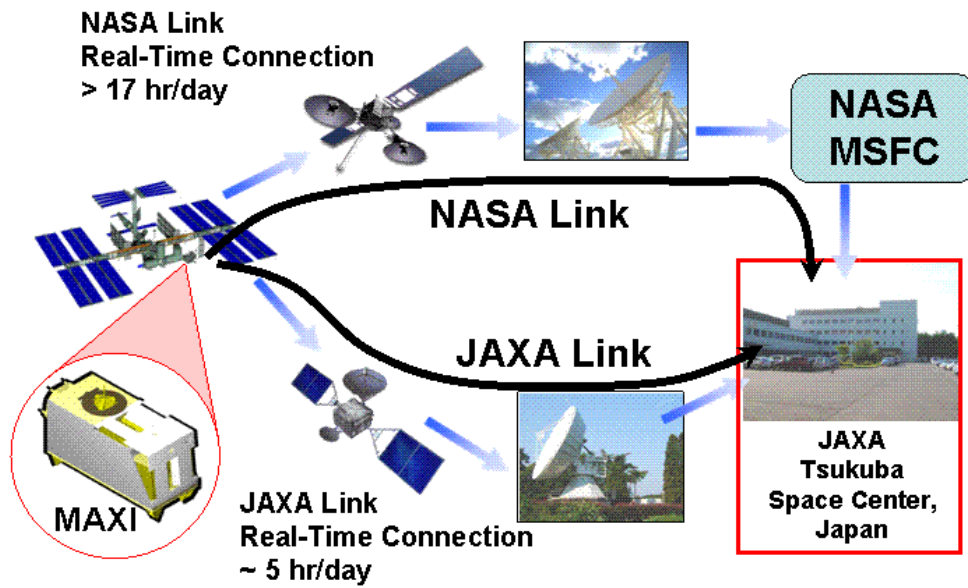 NASA Link
Real-Time Connection
> 17 hr/day
NASA
MSFC
NASA Link
JAXA Link
MAXI
JAXA Link
Real-Time Connection
~ 5 hr/day
JAXA
Tsukuba
Space Center,
Japan